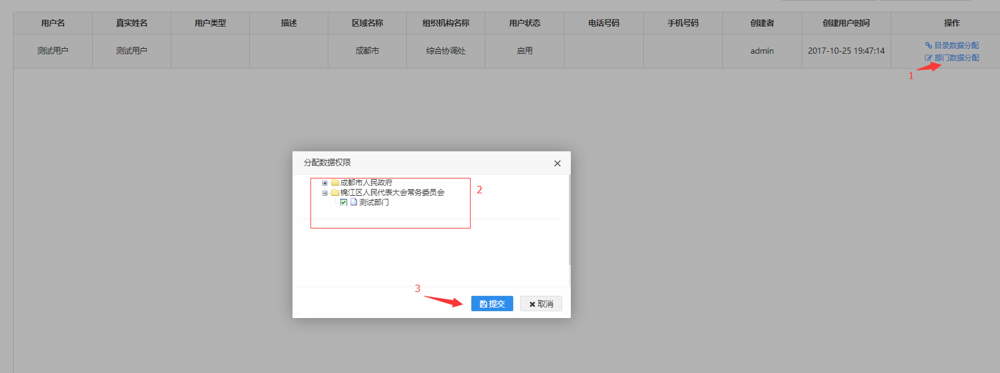 用户名 真实姓名 用户类型 描述 区域名称 组织机构名称 用户状态 电话号码 手机号码 创建者 创建用户时间 操作
测试用户 测试用户 成都市 综合协调处 启用 admin 2017-10-25 19:47:14 目录数据分配
部门数据分配
1
分配数据权限
成都市人民政府
锦江区人民代表大会常务委员会
测试部门
2
3
提交 取消